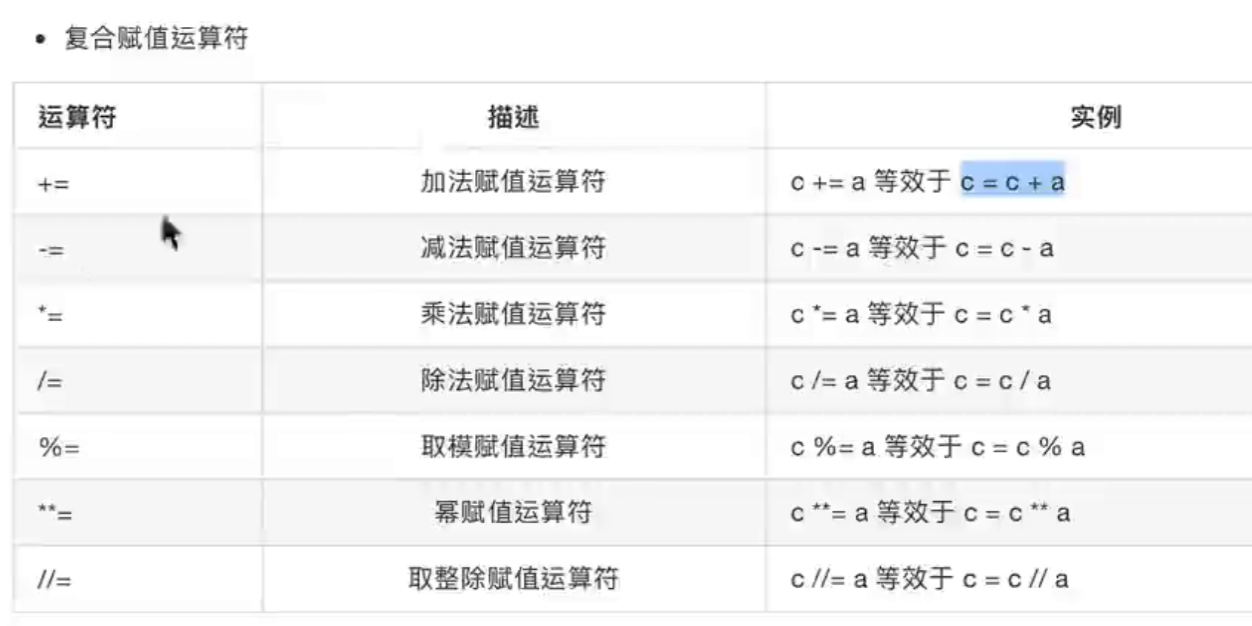 • 复合赋值运算符
运算符 描述 实例
+= 加法赋值运算符 c += a 等效于 c = c + a
-= 减法赋值运算符 c -= a 等效于 c = c - a
*= 乘法赋值运算符 c *= a 等效于 c = c * a
/= 除法赋值运算符 c /= a 等效于 c = c / a
%= 取模赋值运算符 c %= a 等效于 c = c % a
**= 幂赋值运算符 c **= a 等效于 c = c ** a
//= 取整除赋值运算符 c //= a 等效于 c = c // a